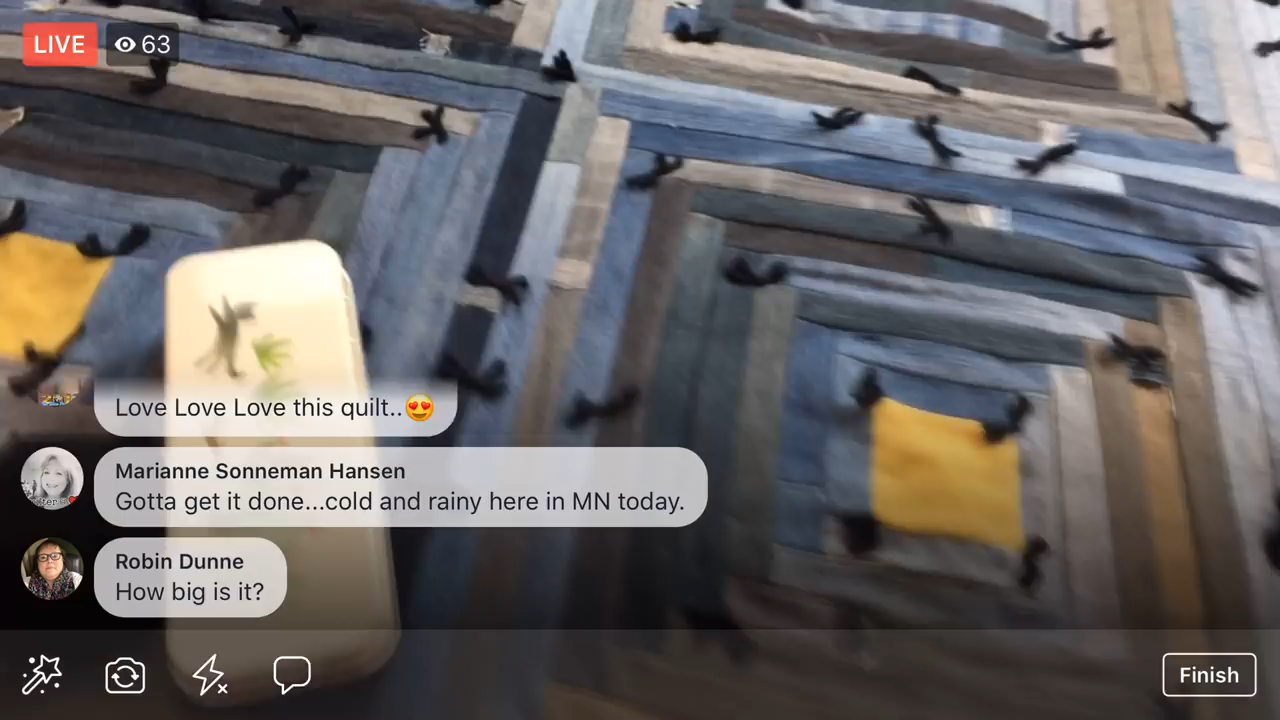 LIVE 63
Love Love Love this quilt..😍
Marianne Sonneman Hansen
Gotta get it done...cold and rainy here in MN today.
Robin Dunne
How big is it?
Finish